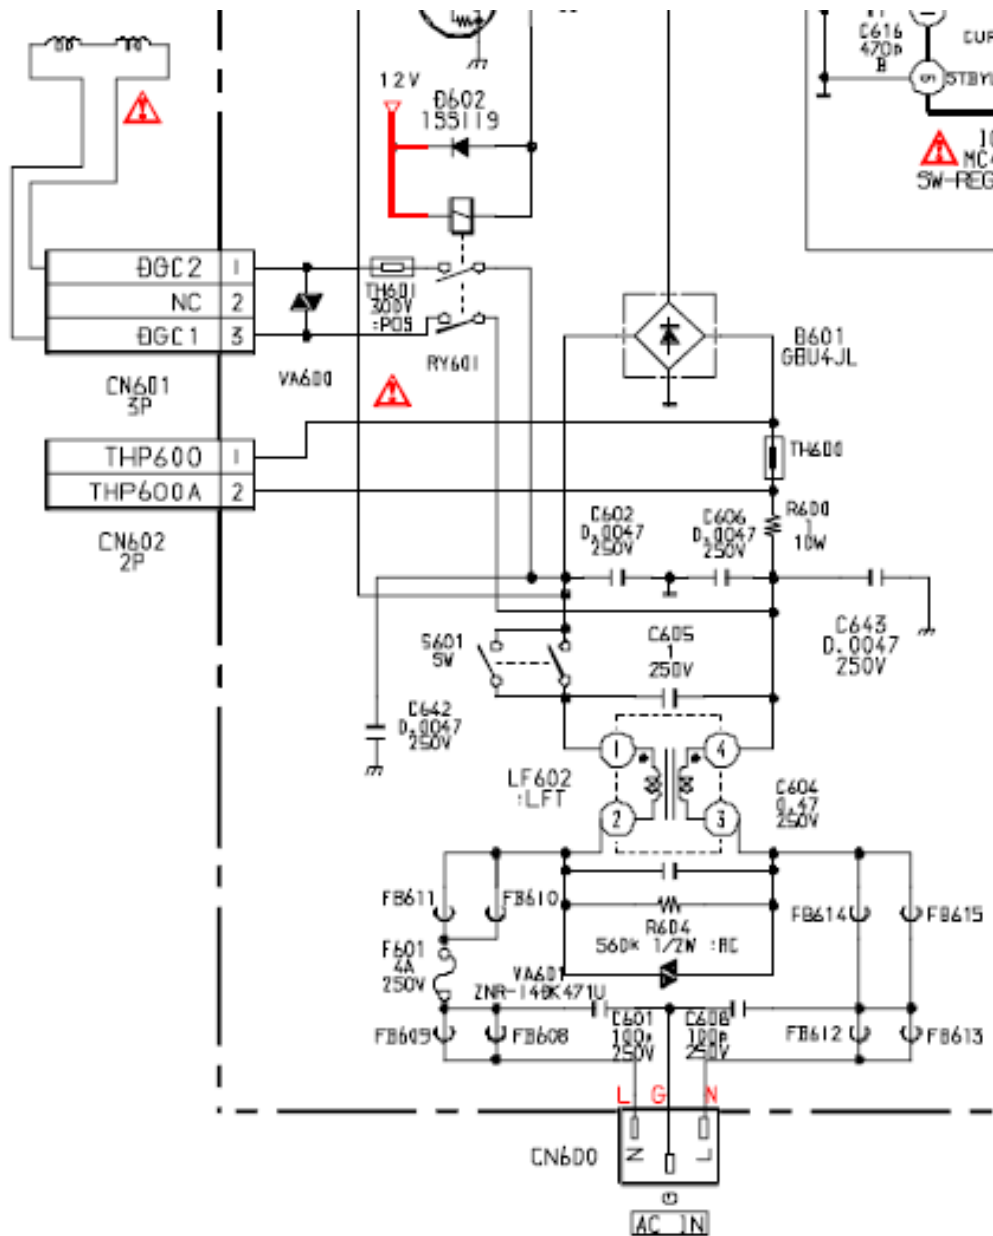 C616
470p
B
CUR
5
STBY
12V
D602
1SS119
MC
SW-REG
DGC2
1
NC
2
DGC1
3
TH601
300V
:POS
VA600
RY601
CN601
3P
B601
GBU4JL
THP600
1
THP600A
2
TH600
CN602
2P
C602
0.0047
250V
C606
0.0047
250V
R600
1
10W
S601
SW
C605
1
250V
C643
0.0047
250V
C642
0.0047
250V
1
4
LF602
:LFT
2
3
C604
0.47
250V
FB611
FB610
FB614
FB615
R604
560k 1/2W :RC
F601
4A
250V
VA601
ZNR-14BK471U
FB609
FB608
C601
100p
250V
C608
100p
250V
FB612
FB613
L
G
N
CN600
N
L
G
AC IN